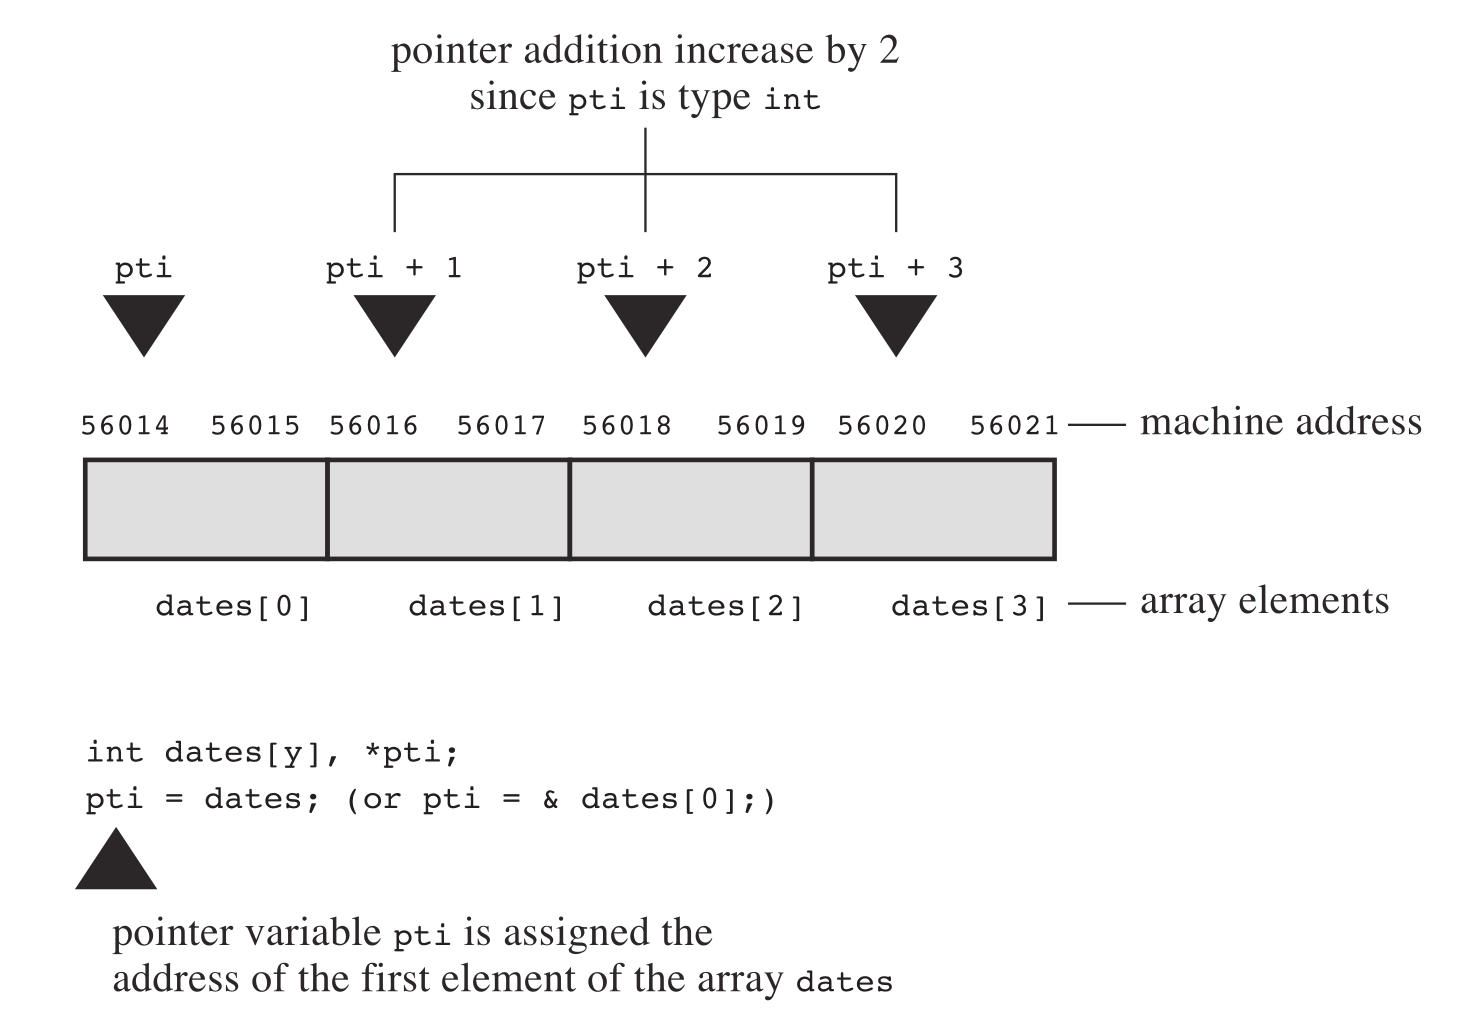 pointer addition increase by 2
since pti is type int
pti pti + 1 pti + 2 pti + 3
56014 56015 56016 56017 56018 56019 56020 56021 machine address
dates[0] dates[1] dates[2] dates[3] array elements
int dates[y], *pti;
pti = dates; (or pti = & dates[0];)
pointer variable pti is assigned the
address of the first element of the array dates